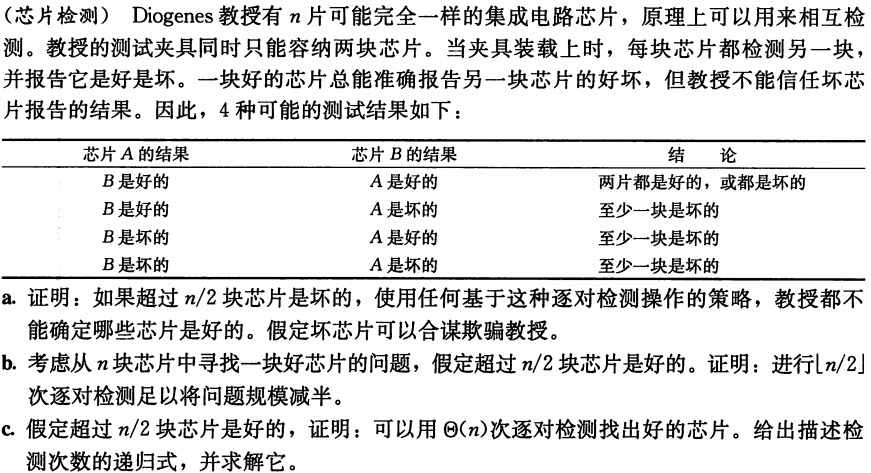 (芯片检测) Diogenes 教授有 n 片可能完全一样的集成电路芯片,原理上可以用来相互检
测。教授的测试夹具同时只能容纳两块芯片。当夹具装载上时,每块芯片都检测另一块,
并报告它是好是坏。一块好的芯片总能准确报告另一块芯片的好坏,但教授不能信任坏芯
片报告的结果。因此,4 种可能的测试结果如下:
芯片 A 的结果 芯片 B 的结果 结 论
B 是好的 A 是好的 两片都是好的,或都是坏的
B 是好的 A 是坏的 至少一块是坏的
B 是坏的 A 是好的 至少一块是坏的
B 是坏的 A 是坏的 至少一块是坏的
a. 证明:如果超过 n/2 块芯片是坏的,使用任何基于这种逐对检测操作的策略,教授都不
能确定哪些芯片是好的。假定坏芯片可以合谋欺骗教授。
b. 考虑从 n 块芯片中寻找一块好芯片的问题,假定超过 n/2 块芯片是好的。证明:进行⌊n/2⌋
次逐对检测足以将问题规模减半。
c. 假定超过 n/2 块芯片是好的,证明:可以用 Θ(n)次逐对检测找出好的芯片。给出描述检
测次数的递归式,并求解它。